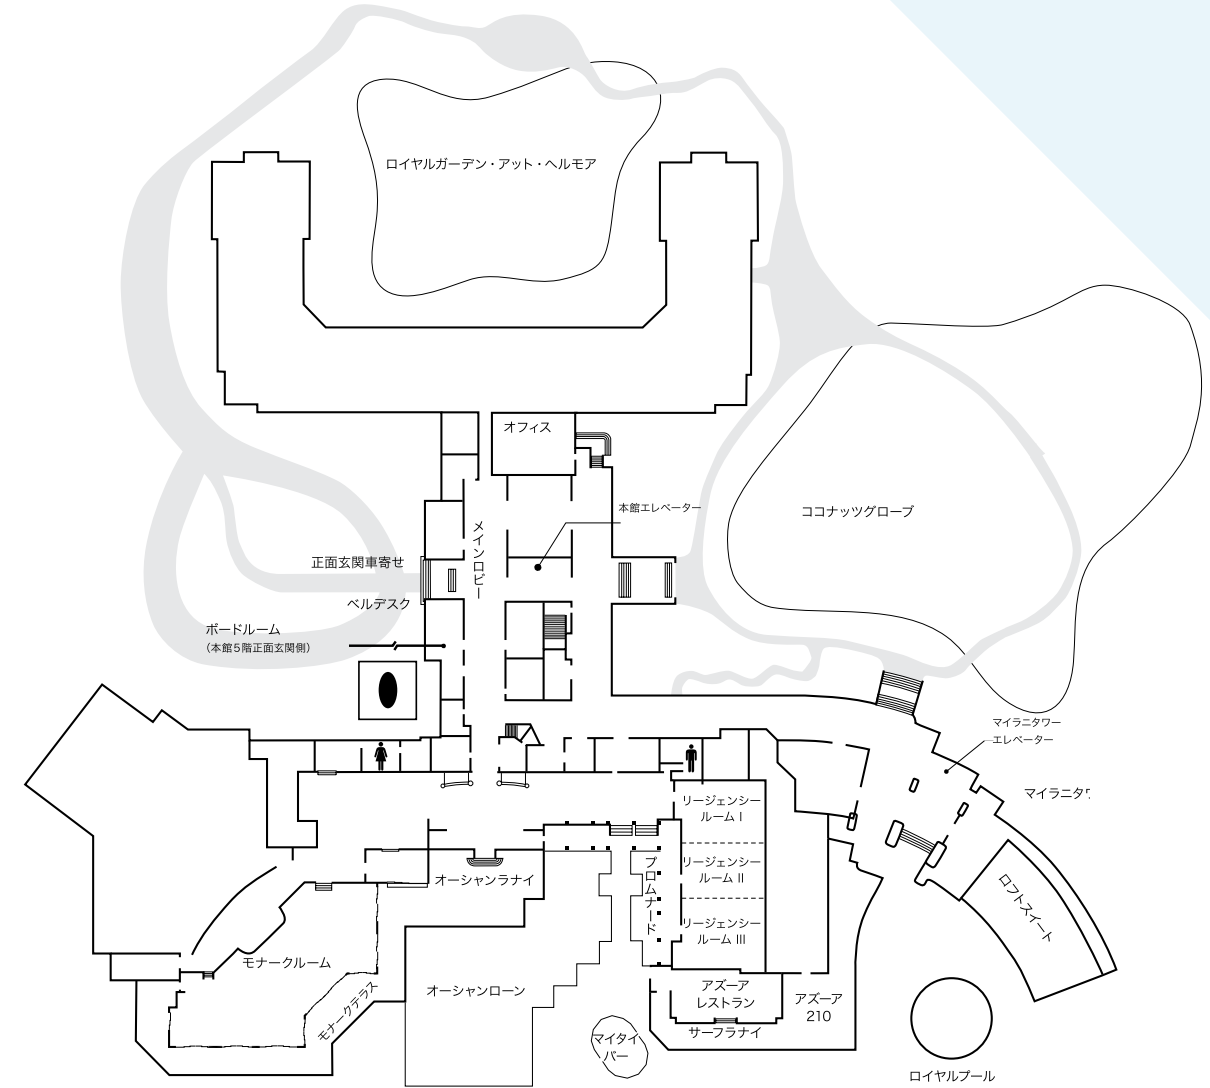 ロイヤルガーデン・アット・ヘルモア
オフィス
本館エレベーター
ココナッツグローブ
メインロビー
正面玄関車寄せ
ベルデスク
ボードルーム
（本館5階正面玄関側）
マイラニタワー
エレベーター
マイラニタワ
リージェンシー
ルーム I
リージェンシー
ルーム II
リージェンシー
ルーム III
プロムナード
オーシャンラナイ
ロフトスイート
モナークルーム
モナークテラス
オーシャンローン
アズーア
レストラン
アズーア
210
サーフラナイ
マイタイ
バー
ロイヤルプール